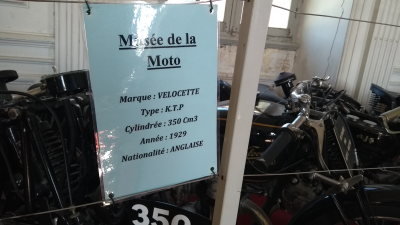 Musée de la
Moto
Marque : VELOCETTE
Type : K.T.P
Cylindrée : 350 Cm3
Année : 1929
Nationalité : ANGLAISE
350